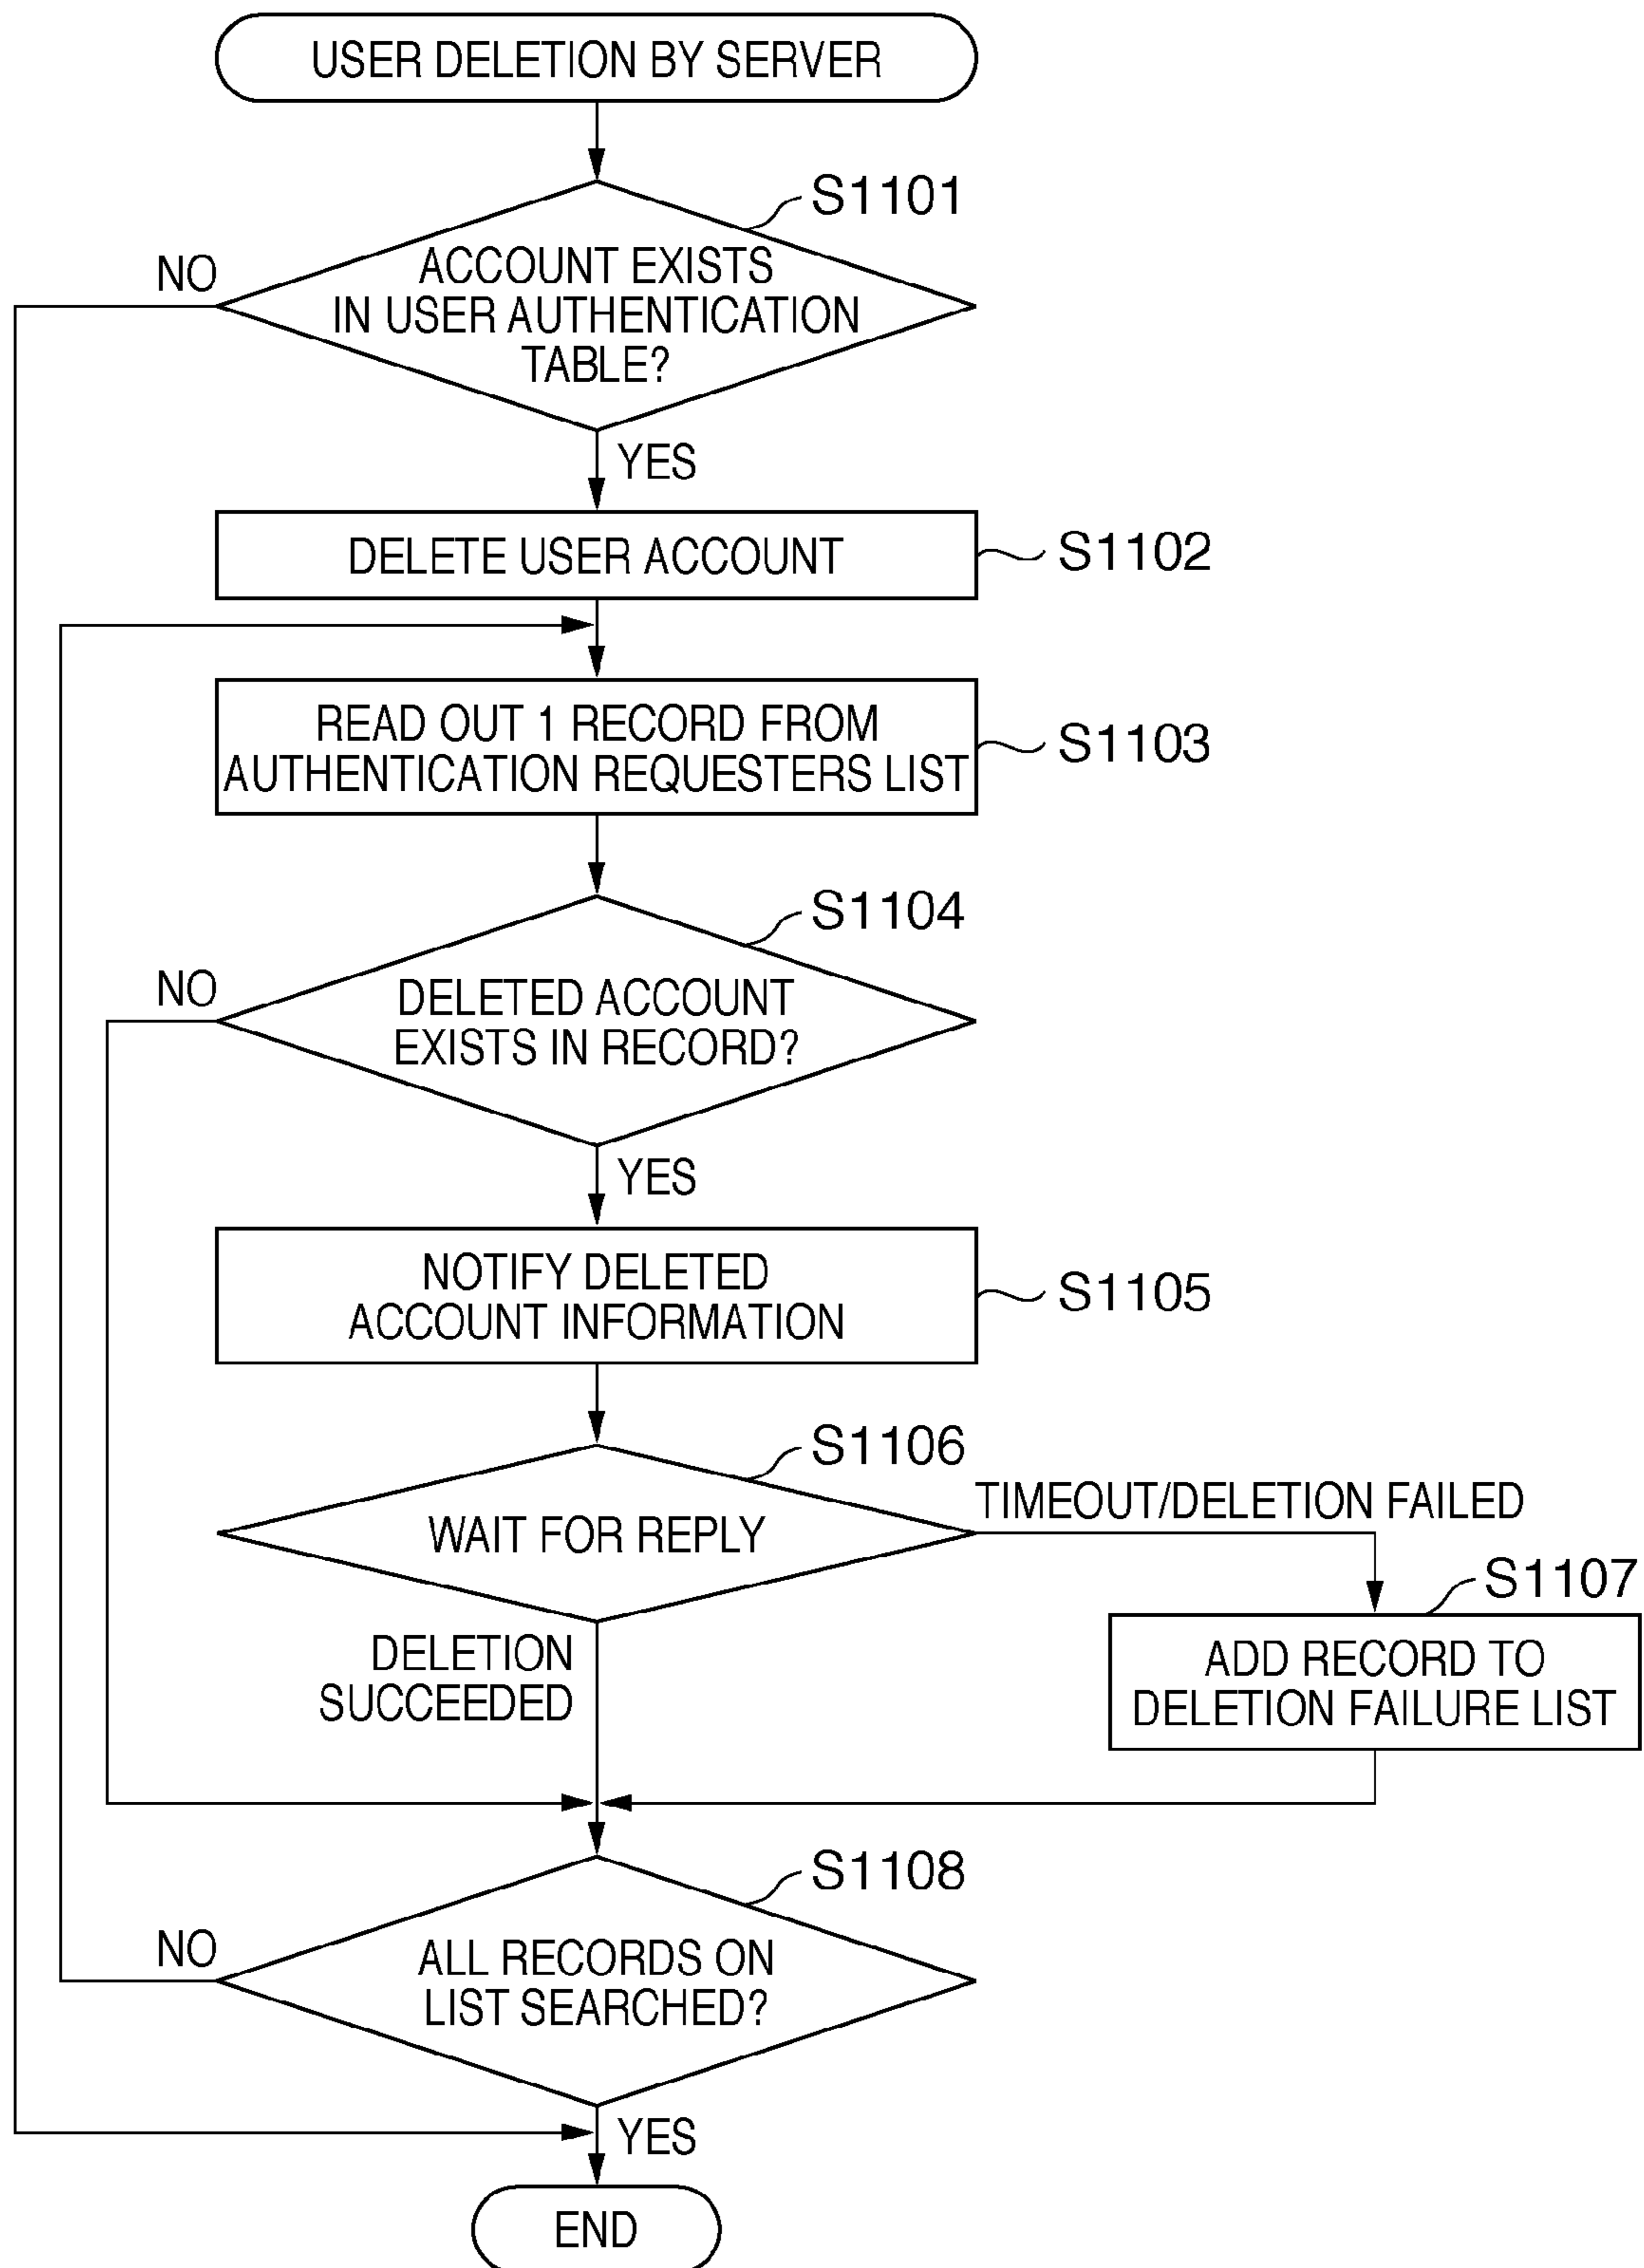 USER DELETION BY SERVER
S1101
NO
ACCOUNT EXISTS
IN USER AUTHENTICATION
TABLE?
YES
DELETE USER ACCOUNT
S1102
READ OUT 1 RECORD FROM
AUTHENTICATION REQUESTERS LIST
S1103
S1104
NO
DELETED ACCOUNT
EXISTS IN RECORD?
YES
NOTIFY DELETED
ACCOUNT INFORMATION
S1105
S1106
WAIT FOR REPLY
TIMEOUT/DELETION FAILED
S1107
ADD RECORD TO
DELETION FAILURE LIST
DELETION
SUCCEEDED
S1108
NO
ALL RECORDS ON
LIST SEARCHED?
YES
END